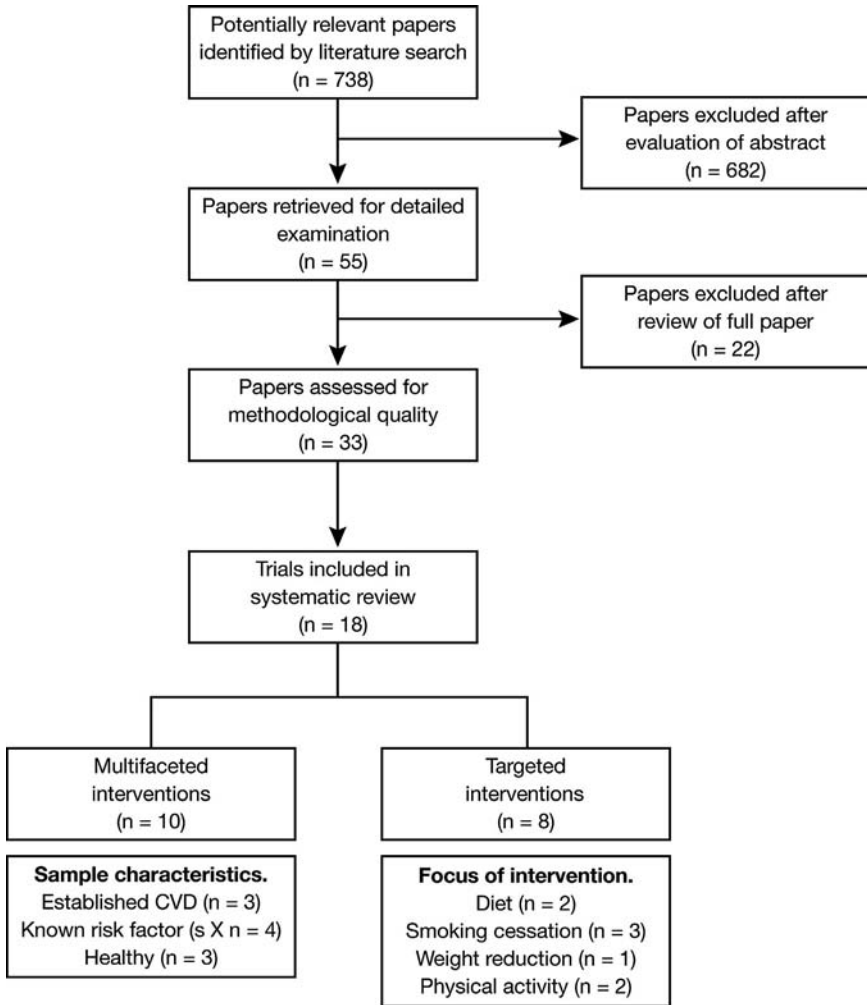 Potentially relevant papers
identified by literature search
(n = 738)
Papers excluded after
evaluation of abstract
(n = 682)
Papers retrieved for detailed
examination
(n = 55)
Papers excluded after
review of full paper
(n = 22)
Papers assessed for
methodological quality
(n = 33)
Trials included in
systematic review
(n = 18)
Multifaceted
interventions
(n = 10)
Targeted
interventions
(n = 8)
Sample characteristics.
Established CVD (n = 3)
Known risk factor (s X n = 4)
Healthy (n = 3)
Focus of intervention.
Diet (n = 2)
Smoking cessation (n = 3)
Weight reduction (n = 1)
Physical activity (n = 2)